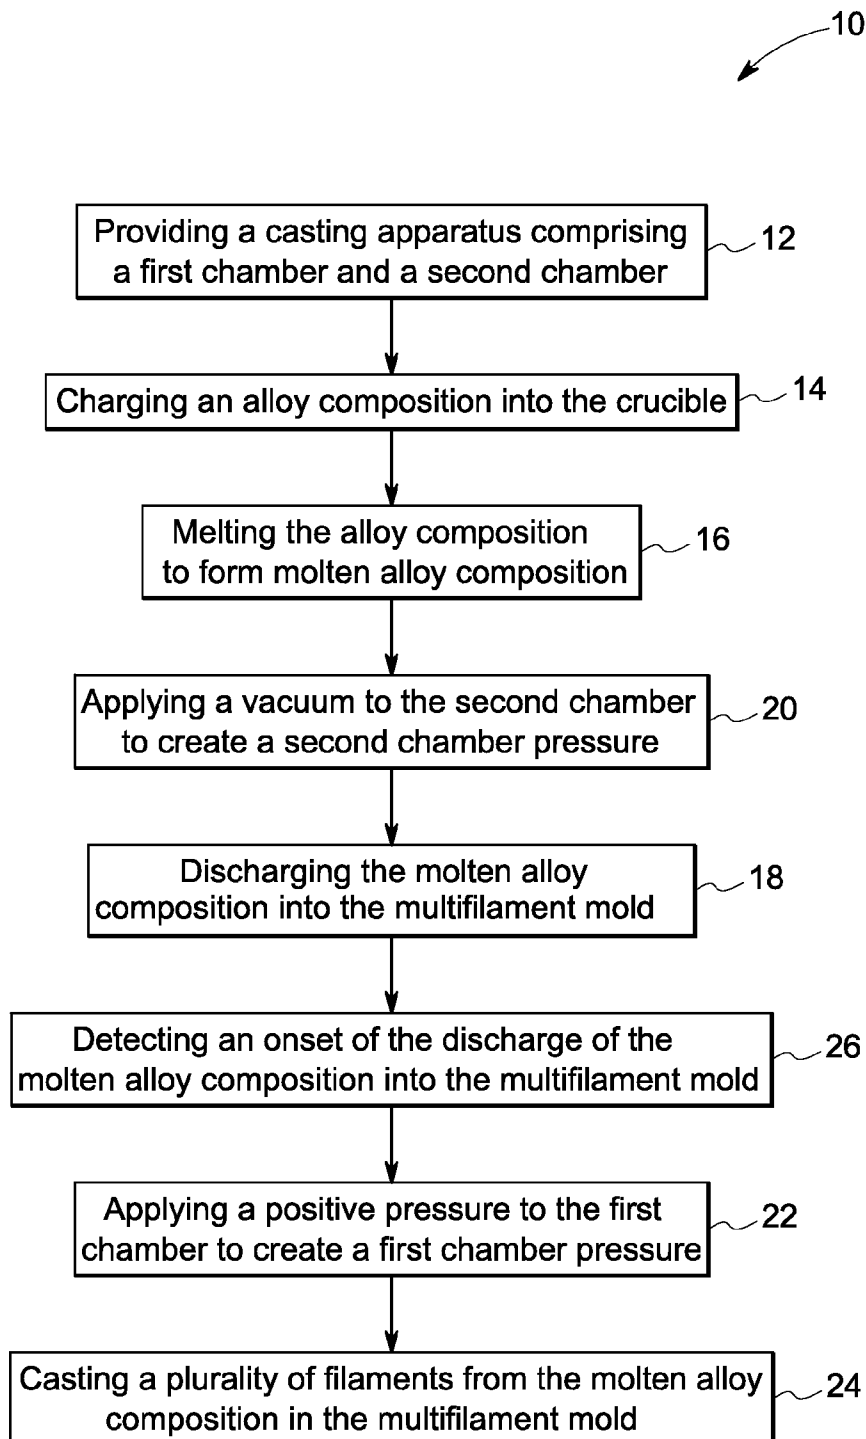 10
Providing a casting apparatus comprising
a first chamber and a second chamber
12
Charging an alloy composition into the crucible
14
Melting the alloy composition
to form molten alloy composition
16
Applying a vacuum to the second chamber
to create a second chamber pressure
20
Discharging the molten alloy
composition into the multifilament mold
18
Detecting an onset of the discharge of the
molten alloy composition into the multifilament mold
26
Applying a positive pressure to the first
chamber to create a first chamber pressure
22
Casting a plurality of filaments from the molten alloy
composition in the multifilament mold
24